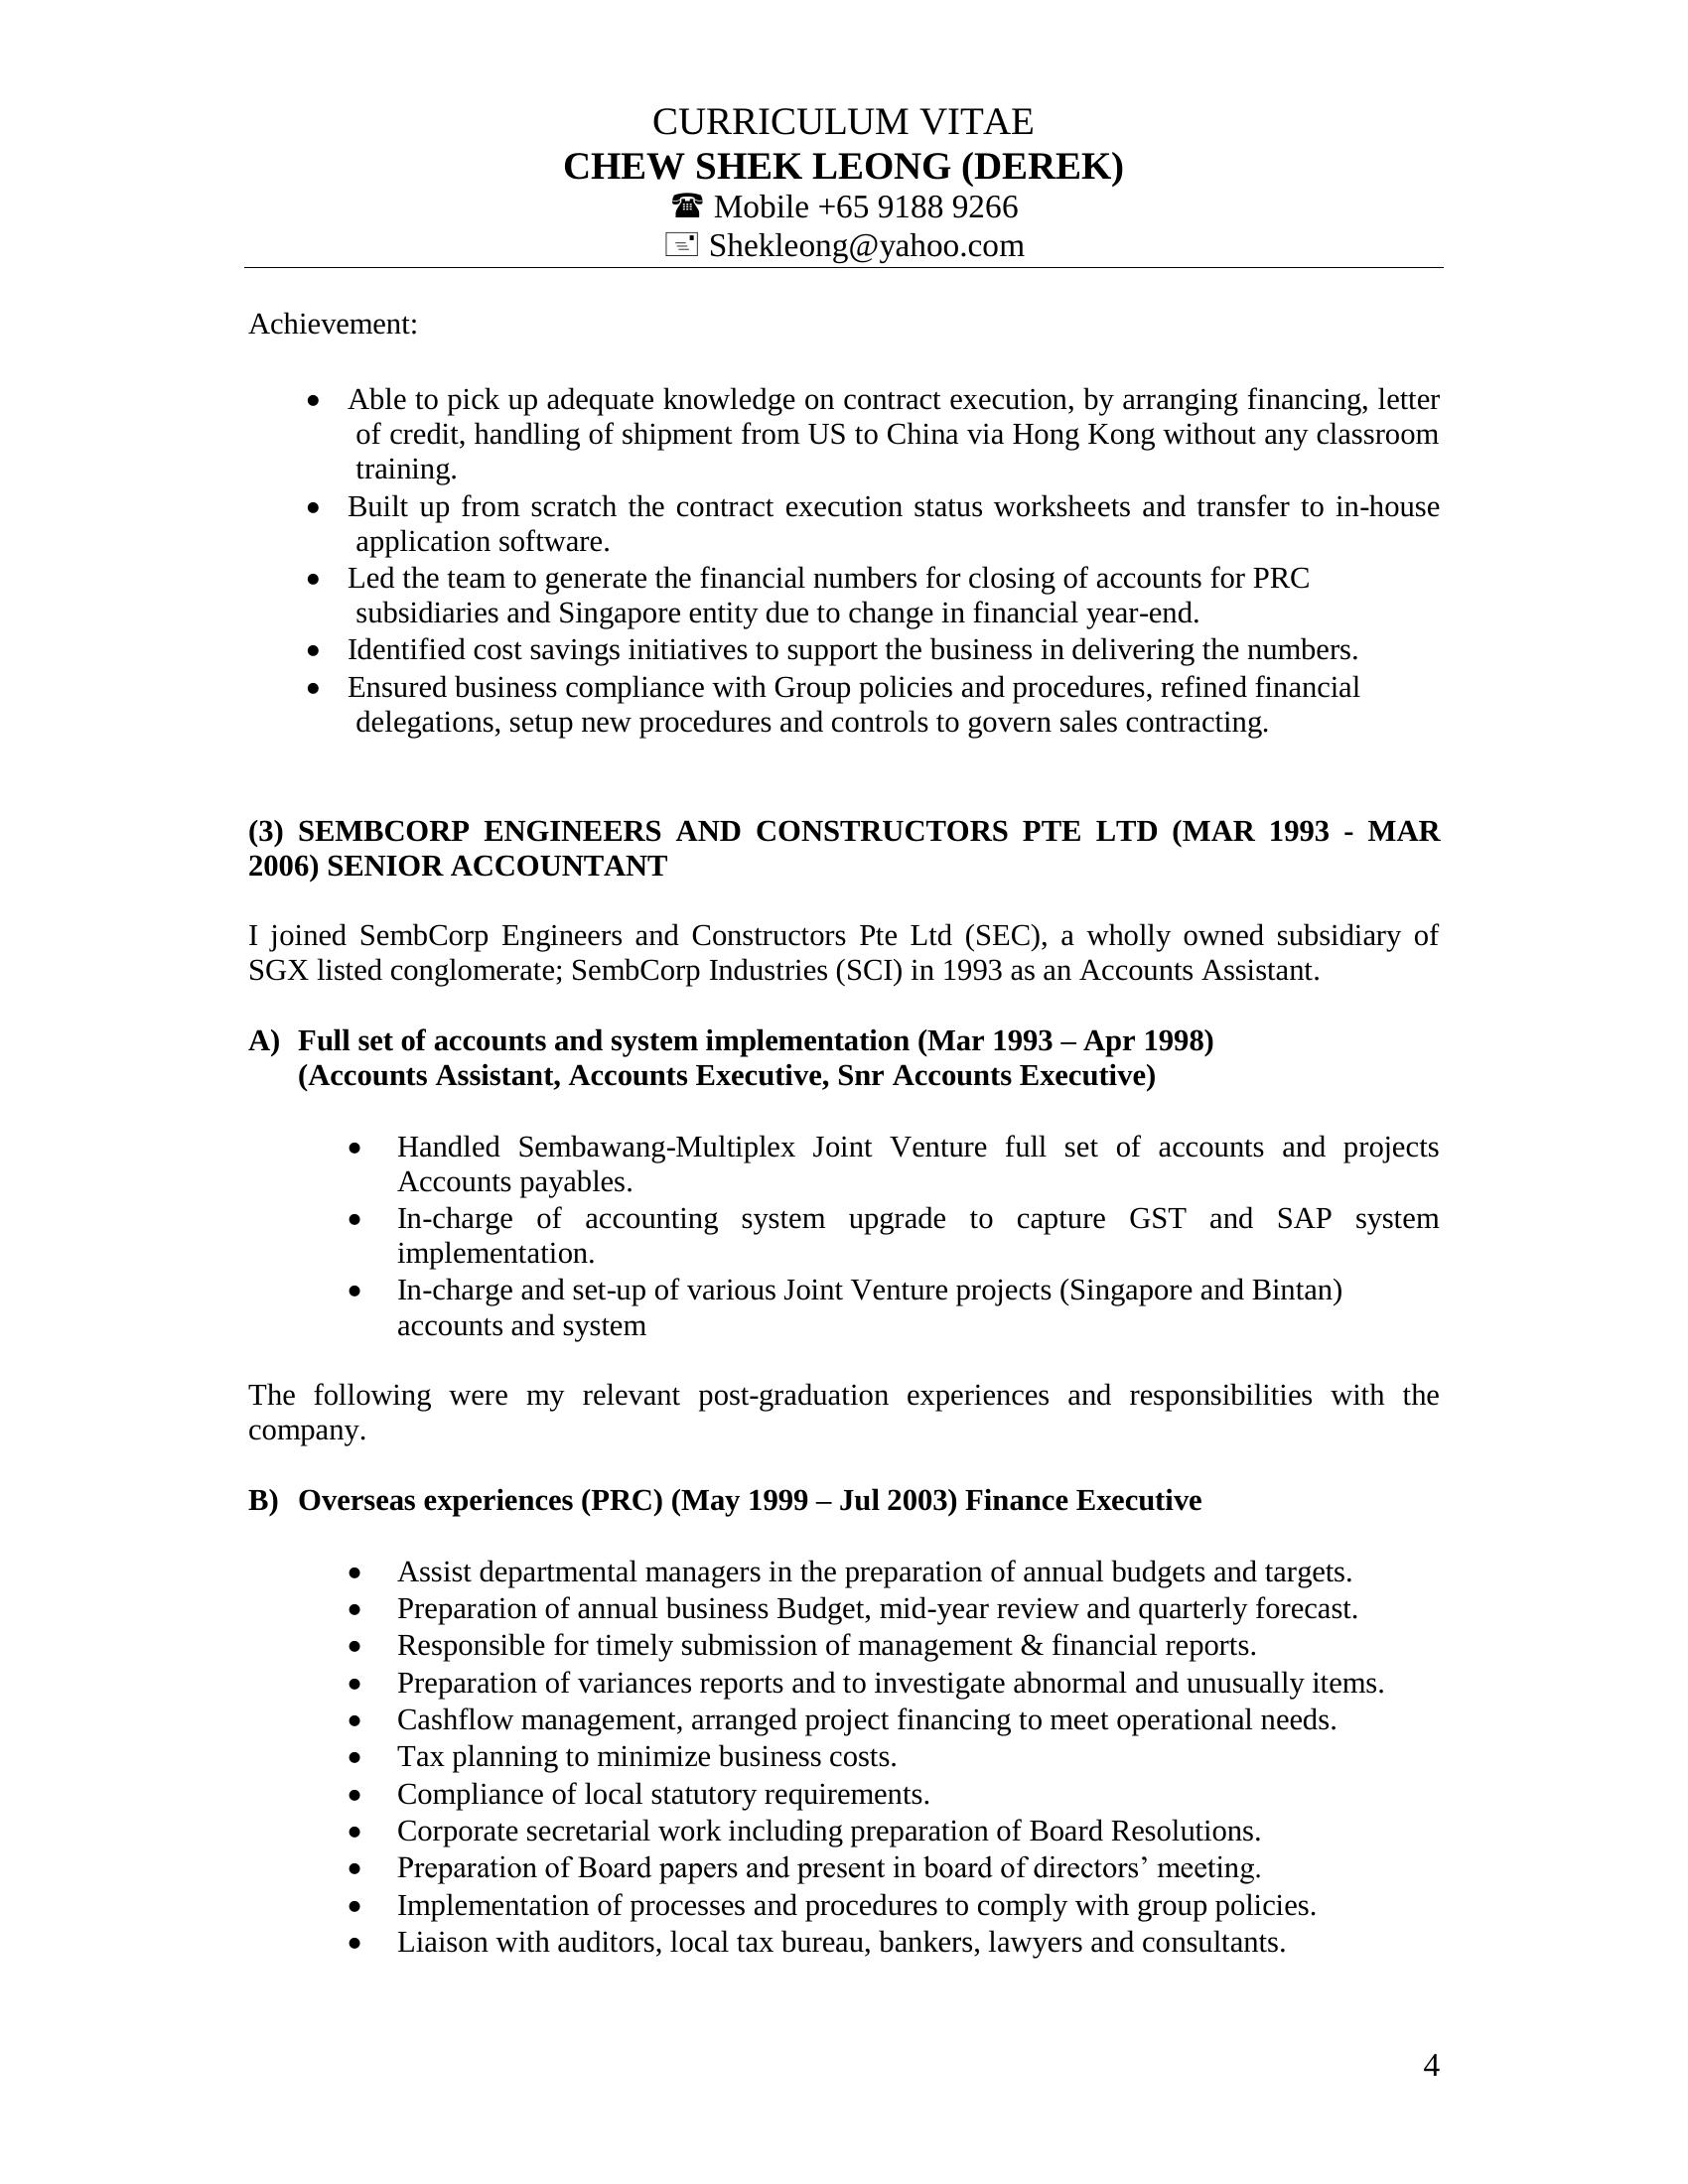 CURRICULUM VITAE
CHEW SHEK LEONG (DEREK)
☎ Mobile +65 9188 9266
Shekleong@yahoo.com
Achievement:
• Able to pick up adequate knowledge on contract execution, by arranging financing, letter
of credit, handling of shipment from US to China via Hong Kong without any classroom
training.
• Built up from scratch the contract execution status worksheets and transfer to in-house
application software.
• Led the team to generate the financial numbers for closing of accounts for PRC
subsidiaries and Singapore entity due to change in financial year-end.
• Identified cost savings initiatives to support the business in delivering the numbers.
• Ensured business compliance with Group policies and procedures, refined financial
delegations, setup new procedures and controls to govern sales contracting.
(3) SEMBCORP ENGINEERS AND CONSTRUCTORS PTE LTD (MAR 1993 - MAR
2006) SENIOR ACCOUNTANT
I joined SembCorp Engineers and Constructors Pte Ltd (SEC), a wholly owned subsidiary of
SGX listed conglomerate; SembCorp Industries (SCI) in 1993 as an Accounts Assistant.
A) Full set of accounts and system implementation (Mar 1993 – Apr 1998)
(Accounts Assistant, Accounts Executive, Snr Accounts Executive)
• Handled Sembawang-Multiplex Joint Venture full set of accounts and projects
Accounts payables.
• In-charge of accounting system upgrade to capture GST and SAP system
implementation.
• In-charge and set-up of various Joint Venture projects (Singapore and Bintan)
accounts and system
The following were my relevant post-graduation experiences and responsibilities with the
company.
B) Overseas experiences (PRC) (May 1999 – Jul 2003) Finance Executive
• Assist departmental managers in the preparation of annual budgets and targets.
• Preparation of annual business Budget, mid-year review and quarterly forecast.
• Responsible for timely submission of management & financial reports.
• Preparation of variances reports and to investigate abnormal and unusually items.
• Cashflow management, arranged project financing to meet operational needs.
• Tax planning to minimize business costs.
• Compliance of local statutory requirements.
• Corporate secretarial work including preparation of Board Resolutions.
• Preparation of Board papers and present in board of directors’ meeting.
• Implementation of processes and procedures to comply with group policies.
• Liaison with auditors, local tax bureau, bankers, lawyers and consultants.
4